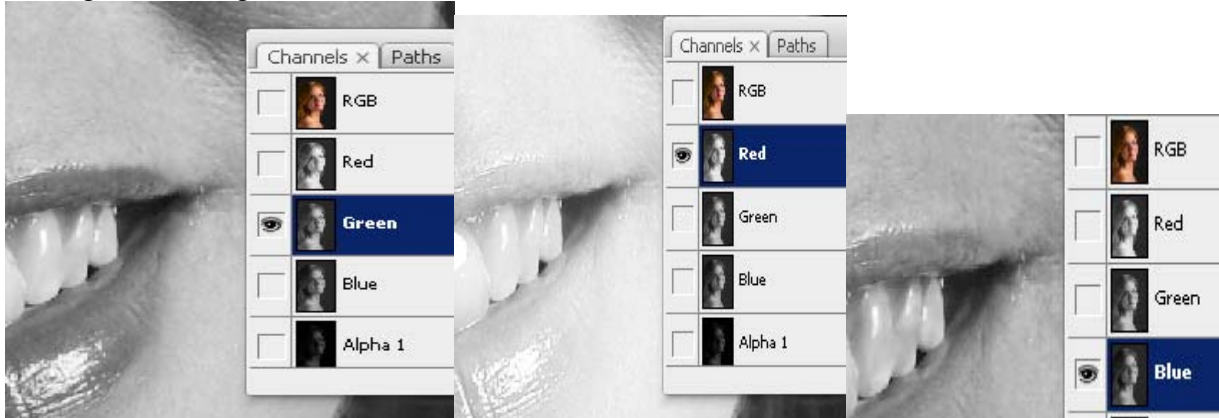 Channels × Paths
RGB
Red
Green
Blue
Alpha 1
Channels × Paths
RGB
Red
Green
Blue
Alpha 1
RGB
Red
Green
Blue